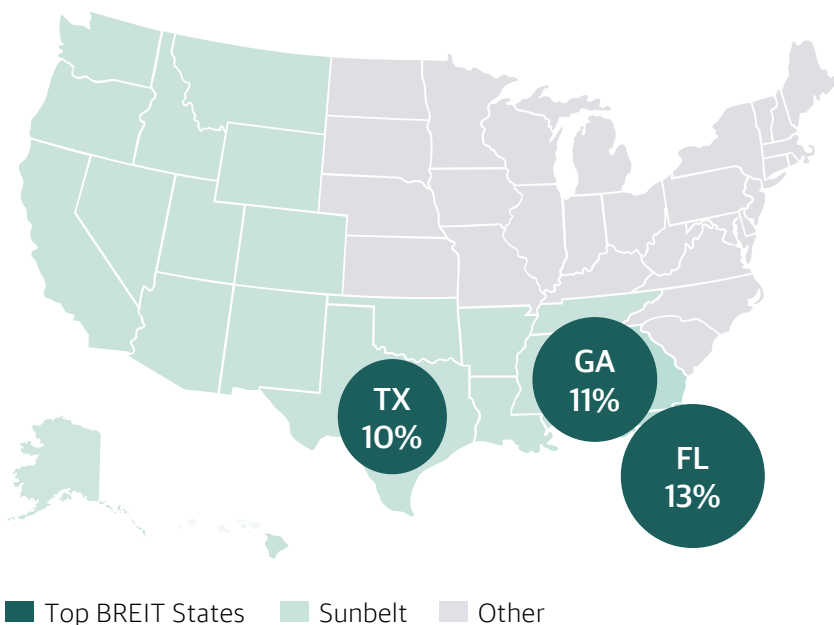 TX
10%
GA
11%
FL
13%
Top BREIT States
Sunbelt
Other